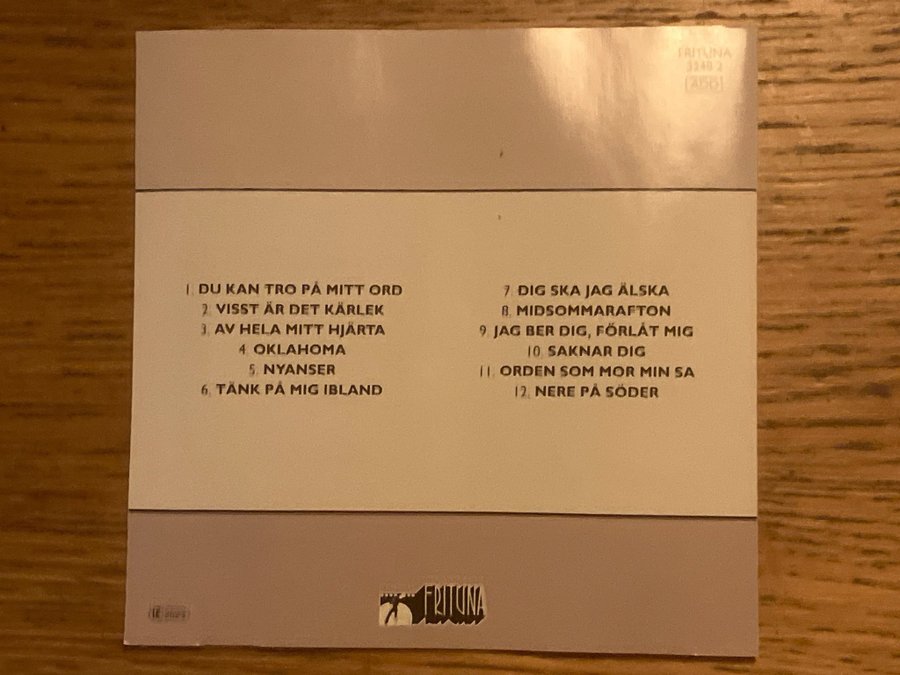 FRITUNA
[ADD]
1. DU KAN TRO PÅ MITT ORD
2. VISST ÄR DET KÄRLEK
3. AV HELA MITT HJÄRTA
4. OKLAHOMA
5. NYANSER
6. TÄNK PÅ MIG IBLAND
7. DIG SKA JAG ÄLSKA
8. MIDSOMMARAFTON
9. JAG BER DIG, FÖRLÅT MIG
10. SAKNAR DIG
11. ORDEN SOM MOR MIN SA
12. NERE PÅ SÖDER
FRITUNA